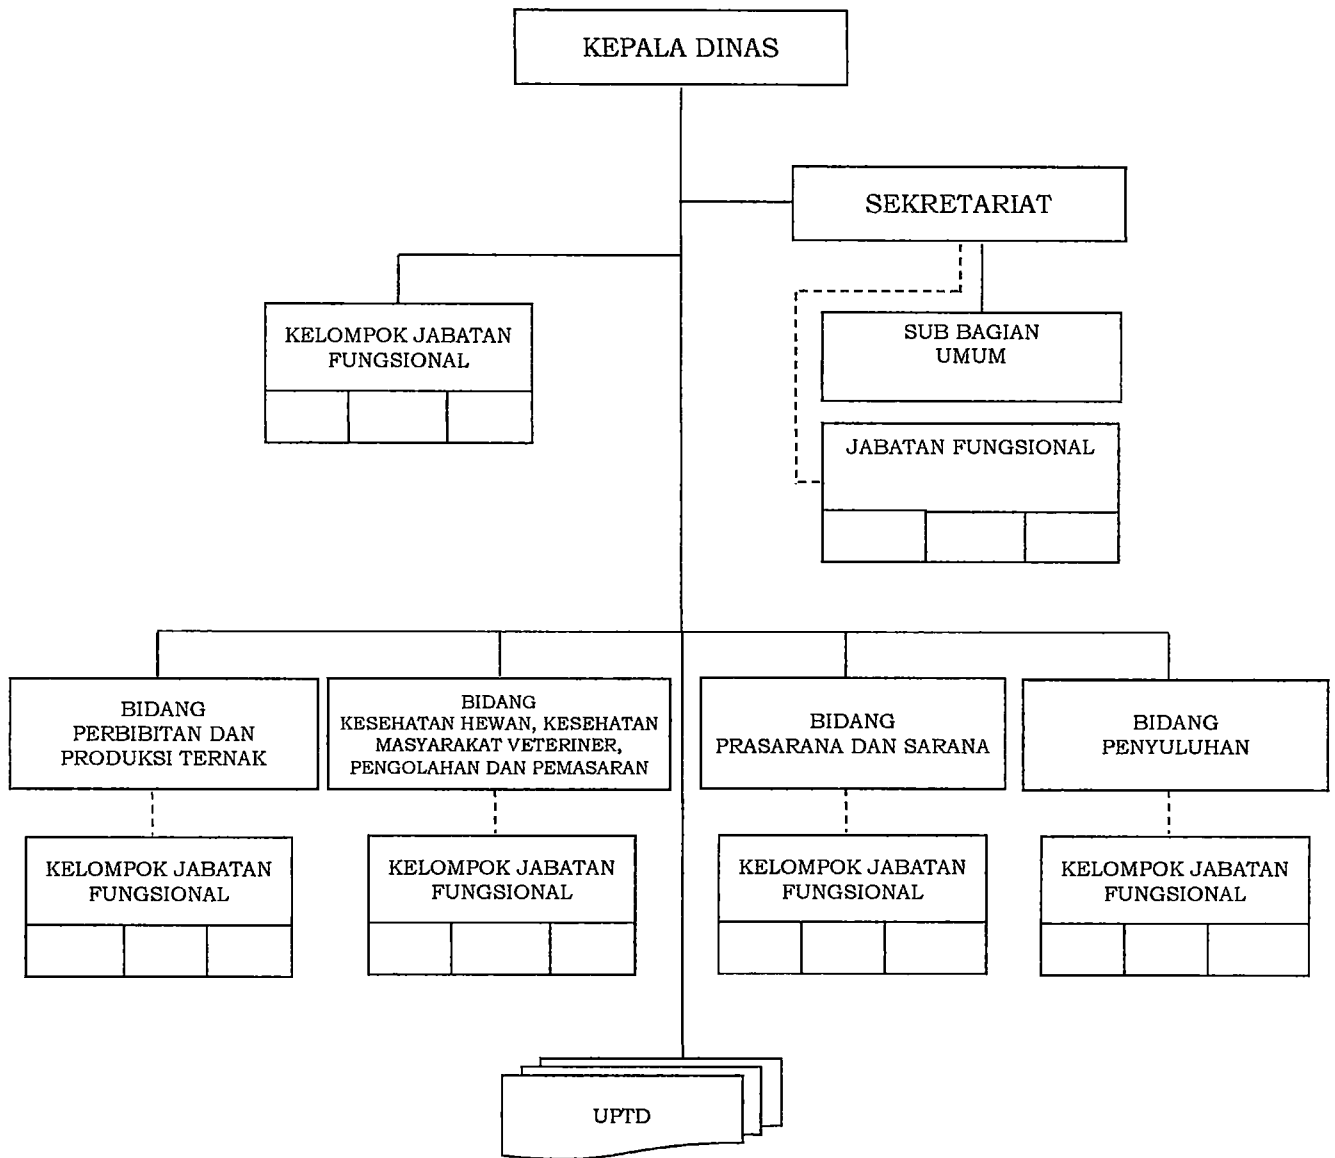 KEPALA DINAS
SEKRETARIAT
KELOMPOK JABATAN
FUNGSIONAL
SUB BAGIAN
UMUM
JABATAN FUNGSIONAL
BIDANG
PERBIBITAN DAN
PRODUKSI TERNAK
BIDANG
KESEHATAN HEWAN, KESEHATAN
MASYARAKAT VETERINER,
PENGOLAHAN DAN PEMASARAN
BIDANG
PRASARANA DAN SARANA
BIDANG
PENYULUHAN
KELOMPOK JABATAN
FUNGSIONAL
KELOMPOK JABATAN
FUNGSIONAL
KELOMPOK JABATAN
FUNGSIONAL
KELOMPOK JABATAN
FUNGSIONAL
UPTD